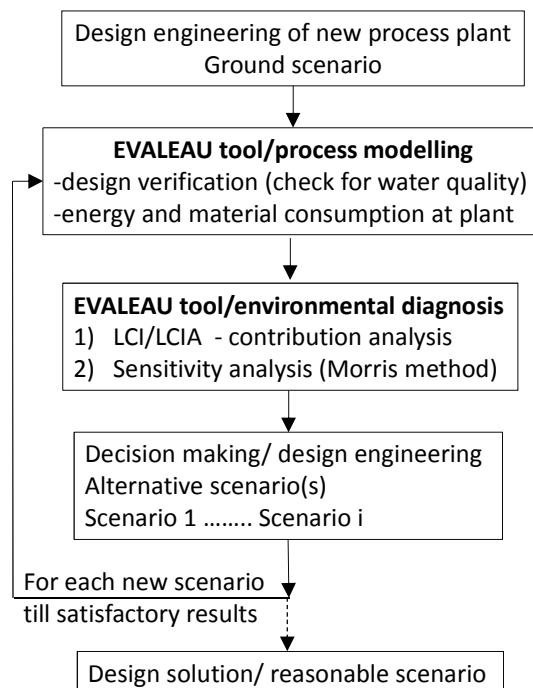 Design engineering of new process plant
Ground scenario
EVALEAU tool/process modelling
-design verification (check for water quality)
-energy and material consumption at plant
EVALEAU tool/environmental diagnosis
1) LCI/LCIA - contribution analysis
2) Sensitivity analysis (Morris method)
Decision making/ design engineering
Alternative scenario(s)
Scenario 1 …….. Scenario i
For each new scenario
till satisfactory results
Design solution/ reasonable scenario